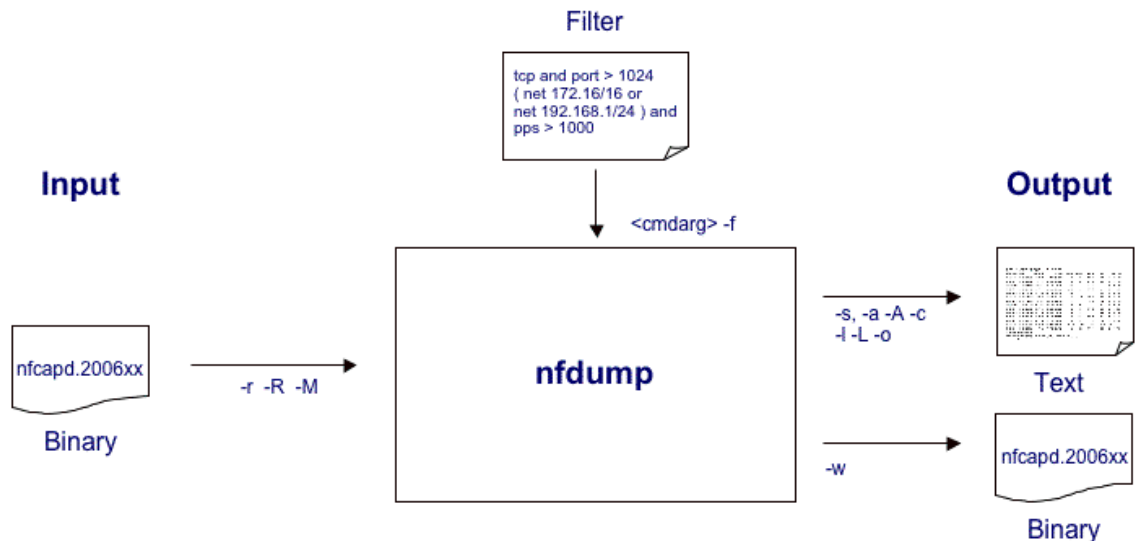 Filter
tcp and port > 1024
( net 172.16/16 or
net 192.168.1/24 ) and
pps > 1000
Input
Output
<cmdarg> -f
nfcapd.2006xx
Binary
-r -R -M
nfdump
-s, -a -A -c
-l -L -o
Text
-w
nfcapd.2006xx
Binary